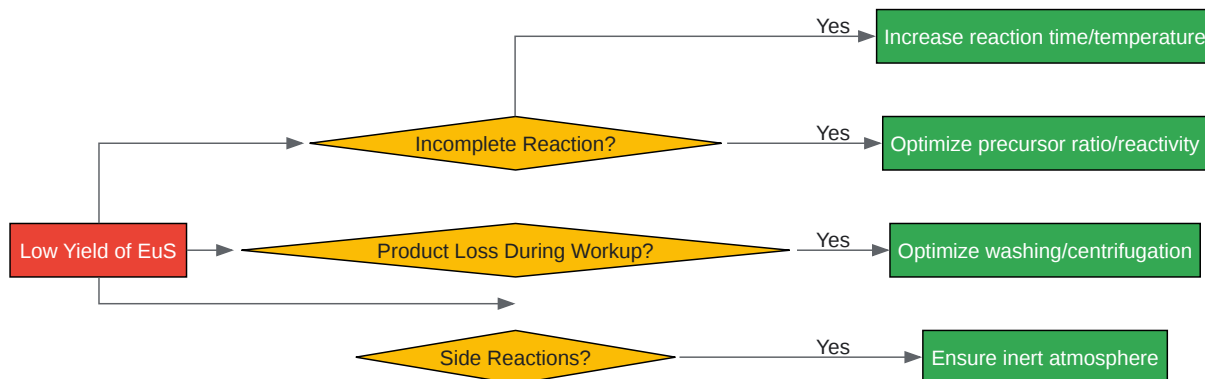 Yes
Increase reaction time/temperature
Incomplete Reaction?
Yes
Optimize precursor ratio/reactivity
Low Yield of EuS
Product Loss During Workup?
Yes
Optimize washing/centrifugation
Side Reactions?
Yes
Ensure inert atmosphere